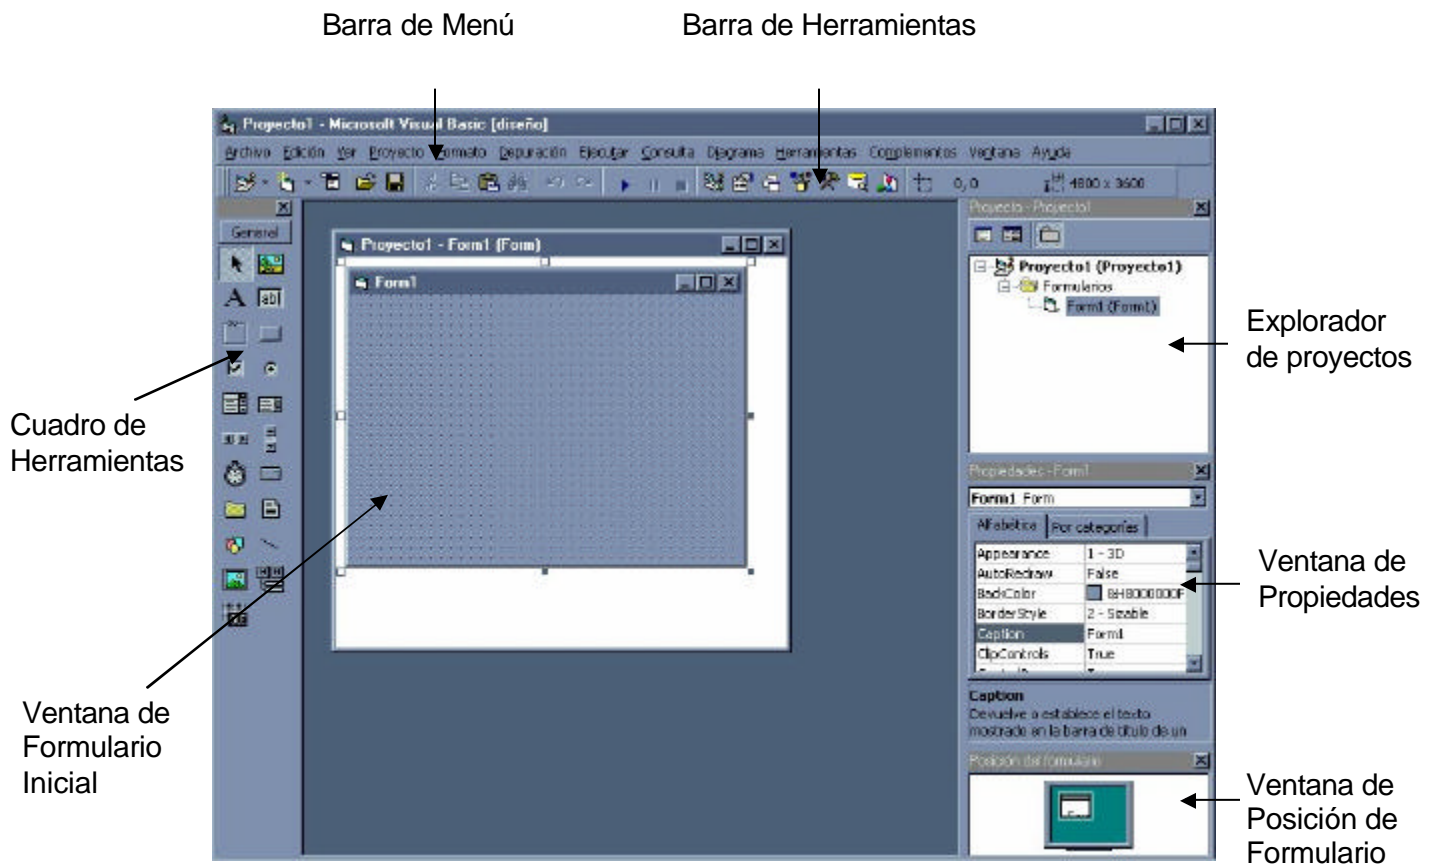 Barra de Menú
Barra de Herramientas
Proyecto1 - Microsoft Visual Basic [diseño]
Archivo Edición Ver Proyecto Formato Depuración Ejecutar Consulta Diagrama Herramientas Complementos Ventana Ayuda
0, 0
4800 x 3600
General
Proyecto1 - Form1 (Form)
Form1
A
abl
Cuadro de
Herramientas
Ventana de
Formulario
Inicial
Proyecto - Proyecto1
Proyecto1 (Proyecto1)
Formularios
Form1 (Form1)
Explorador
de proyectos
Propiedades - Form1
Form1 Form
Alfabética
Por categorías
Appearance 1 - 3D
AutoRedraw False
BackColor &H8000000F
BorderStyle 2 - Sizable
Caption Form1
ClipControls True
Caption
Devuelve o establece el texto
mostrado en la barra de título de un
Ventana de
Propiedades
Posición del formulario
Ventana de
Posición de
Formulario